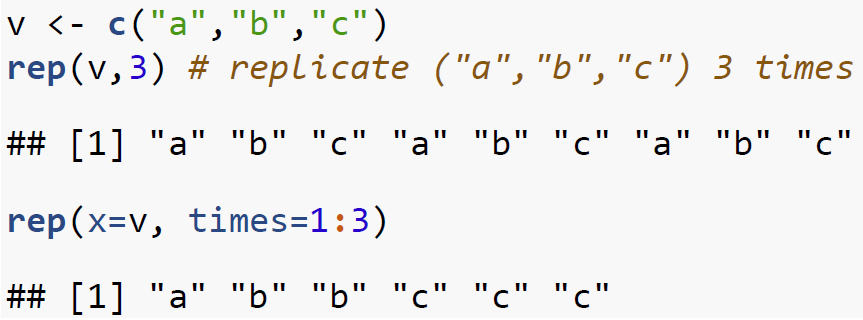 v <- c("a","b","c")
rep(v,3) # replicate ("a","b","c") 3 times
## [1] "a" "b" "c" "a" "b" "c" "a" "b" "c"
rep(x=v, times=1:3)
## [1] "a" "b" "b" "c" "c" "c"